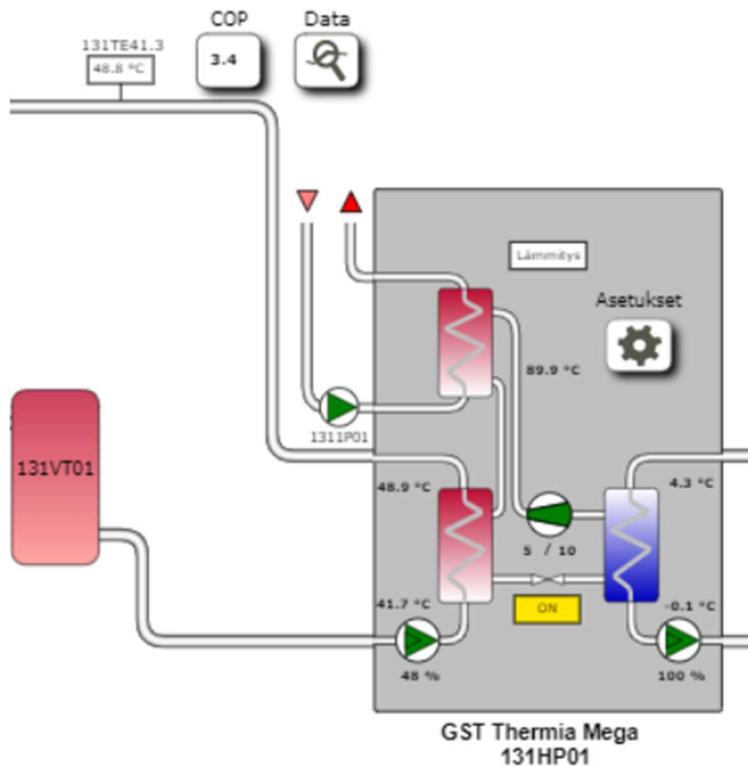 COP
Data
131TE41.3
48.8 °C
3.4
Lämmitys
Asetukset
89.9 °C
1311P01
131VT01
48.9 °C
4.3 °C
5 / 10
41.7 °C
ON
-0.1 °C
48 %
100 %
GST Thermia Mega
131HP01